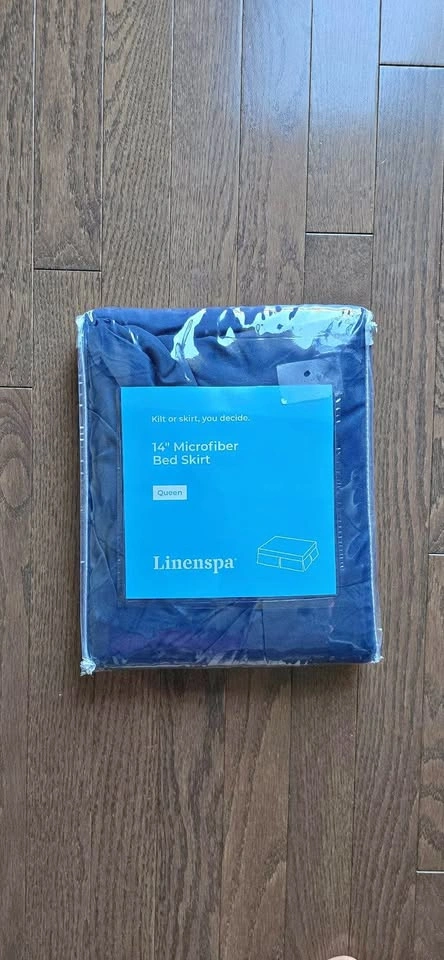 Kilt or skirt, you decide.
14" Microfiber
Bed Skirt
Queen
Linenspa